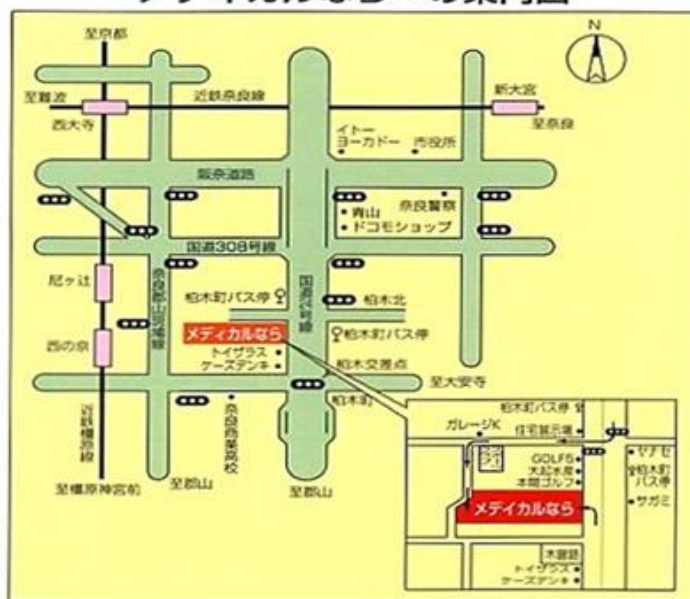 至京都
N
至難波
近鉄奈良線
新大宮
西大寺
至奈良
イトー
ヨーカドー
市役所
阪奈道路
青山
奈良警察
ドコモショップ
国道308号線
尼ヶ辻
奈良郡山斑鳩線
国道24号線
柏木町バス停
柏木北
メディカルなら
柏木町バス停
トイザラス
ケーズデンキ
柏木交差点
西の京
至大安寺
柏木町
近鉄橿原線
奈良商業高校
至橿原神宮前
至郡山
至郡山
柏木町バス停
ガレージK
住宅展示場
GOLF5
大起水産
本間ゴルフ
ヤナセ
柏木町
バス停
サガミ
メデイカルなら
木曽路
トイザラス
ケーズデンキ